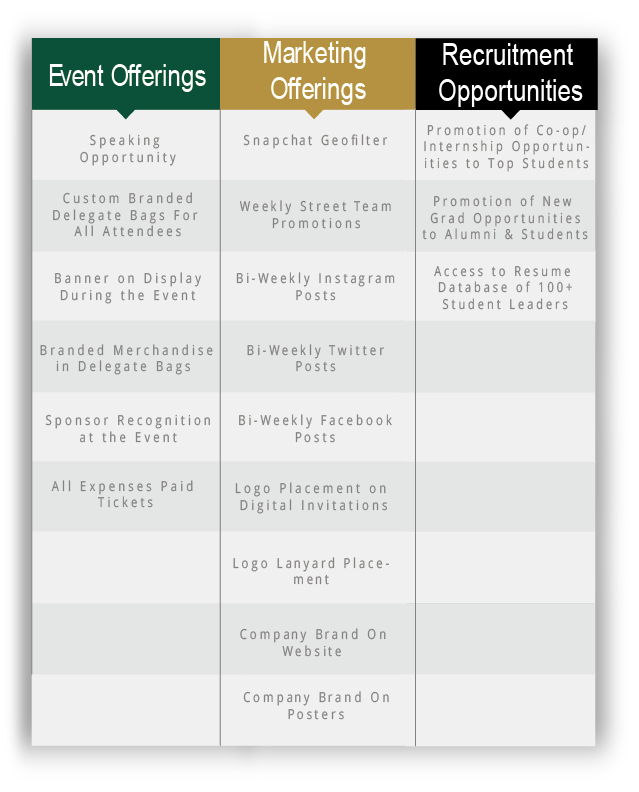 Event Offerings
Marketing
Offerings
Recruitment
Opportunities
Speaking
Opportunity
Snapchat Geofilter
Promotion of Co-op/
Internship Opportun-
ities to Top Students
Custom Branded
Delegate Bags For
All Attendees
Weekly Street Team
Promotions
Promotion of New
Grad Opportunities
to Alumni & Students
Banner on Display
During the Event
Bi-Weekly Instagram
Posts
Access to Resume
Database of 100+
Student Leaders
Branded Merchandise
in Delegate Bags
Bi-Weekly Twitter
Posts
Sponsor Recognition
at the Event
Bi-Weekly Facebook
Posts
All Expenses Paid
Tickets
Logo Placement on
Digital Invitations
Logo Lanyard Place-
ment
Company Brand On
Website
Company Brand On
Posters